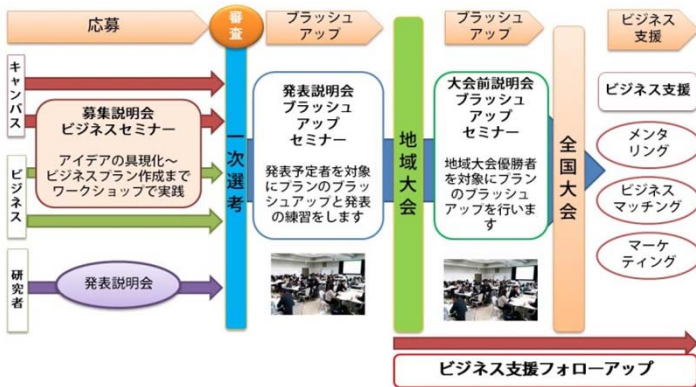 応募
審査
ブラッシュ
アップ
ブラッシュ
アップ
ビジネス
支援
キャンパス
ビジネス
研究者
募集説明会
ビジネスセミナー
アイデアの具現化～
ビジネスプラン作成まで
ワークショップで実践
発表説明会
一次選考
発表説明会
ブラッシュ
アップ
セミナー
発表予定者を対象
にプランのブラッ
シュアップと発表
の練習をします
地域大会
大会前説明会
ブラッシュ
アップ
セミナー
地域大会優勝者
を対象にプラン
のブラッシュ
アップを行いま
す
全国大会
ビジネス支援
メンタ
リング
ビジネス
マッチング
マーケ
ティング
ビジネス支援フォローアップ